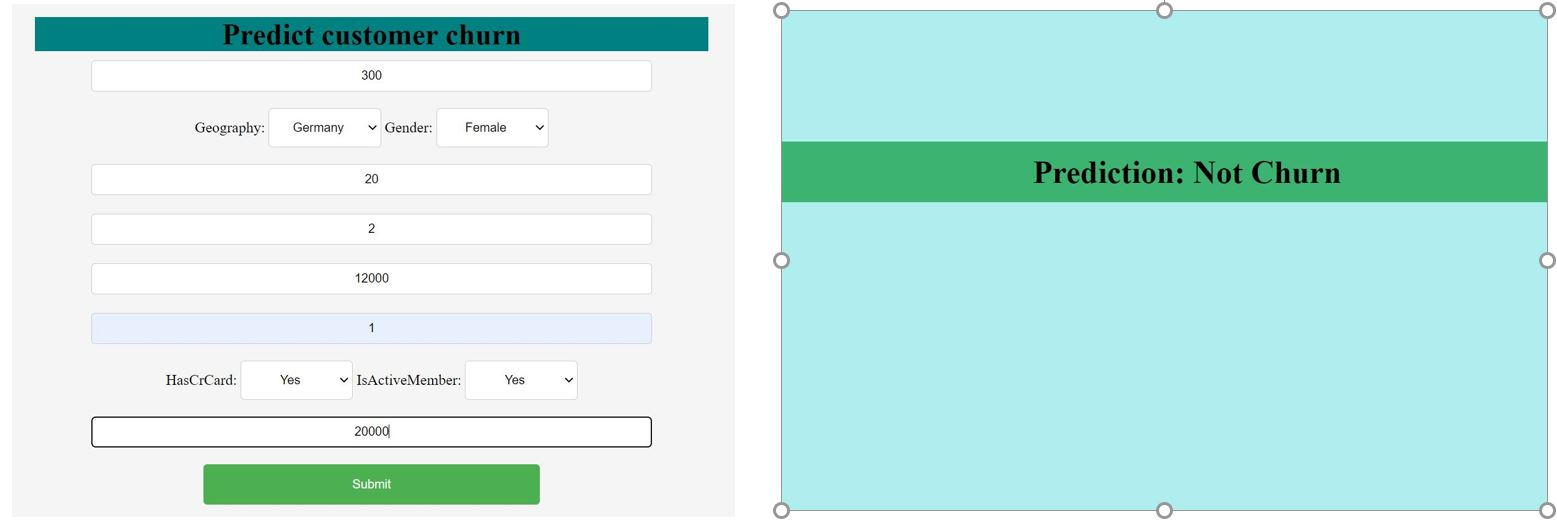 Predict customer churn
300
Geography: Germany Gender: Female
20
2
12000
1
HasCrCard: Yes IsActiveMember: Yes
20000
Submit
Prediction: Not Churn